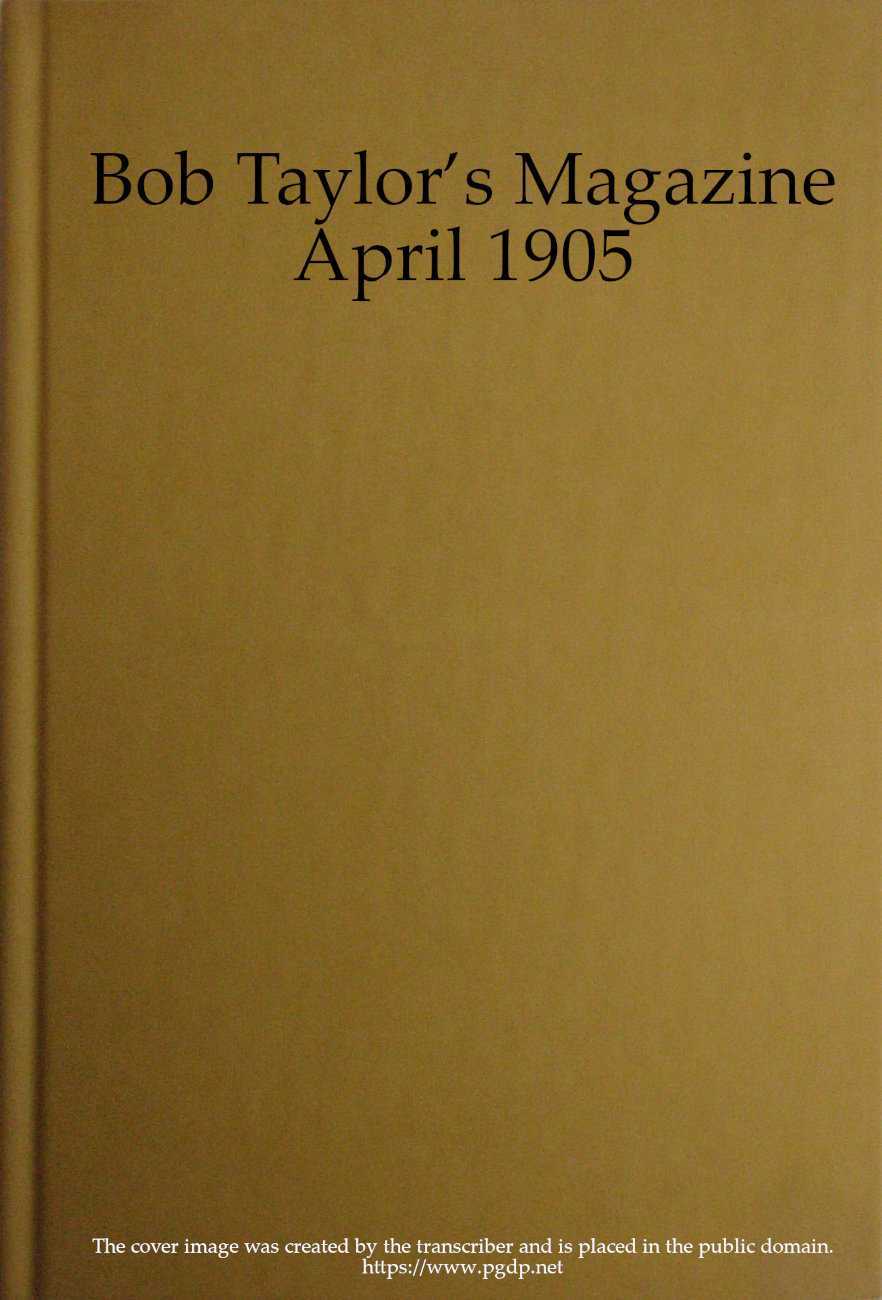 Bob Taylor’s Magazine
April 1905
The cover image was created by the transcriber and is placed in the public domain.
https://www.pgdp.net